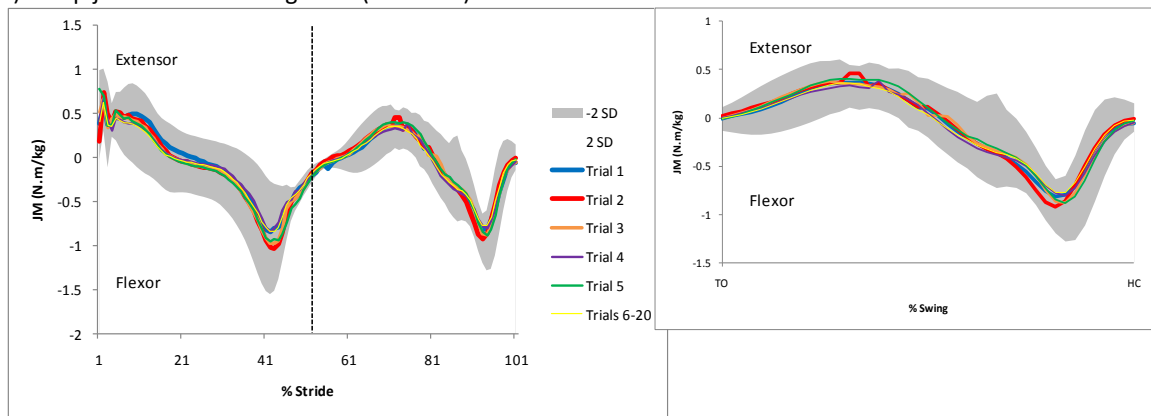 1.5
1
0.5
0
-0.5
-1
-1.5
-2
JM (N.m/kg)
Extensor
Flexor
1
21
41
61
81
101
% Stride
-2 SD
2 SD
Trial 1
Trial 2
Trial 3
Trial 4
Trial 5
Trials 6-20
1
0.5
0
-0.5
-1
-1.5
JM (N.m/kg)
Extensor
Flexor
TO
HC
% Swing